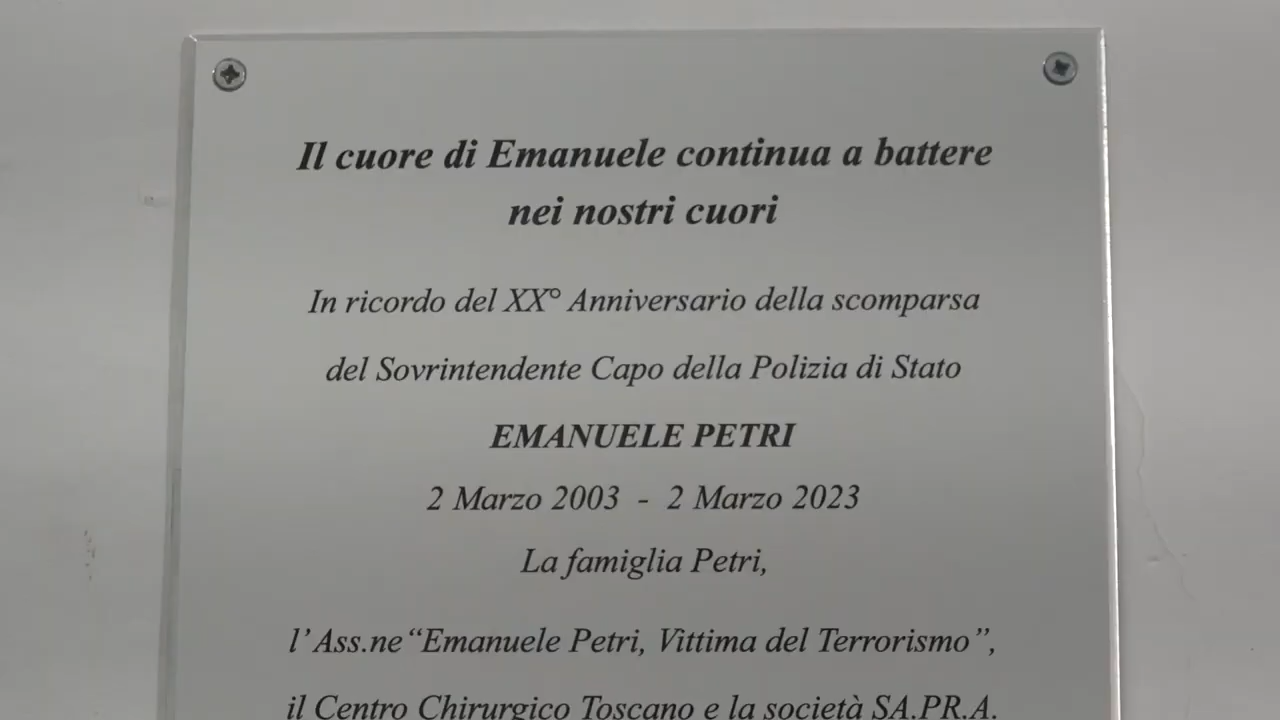 Il cuore di Emanuele continua a battere
nei nostri cuori
In ricordo del XX° Anniversario della scomparsa
del Sovrintendente Capo della Polizia di Stato
EMANUELE PETRI
2 Marzo 2003 - 2 Marzo 2023
La famiglia Petri,
l'Ass.ne “Emanuele Petri, Vittima del Terrorismo”,
il Centro Chirurgico Toscano e la società SA.PR.A.